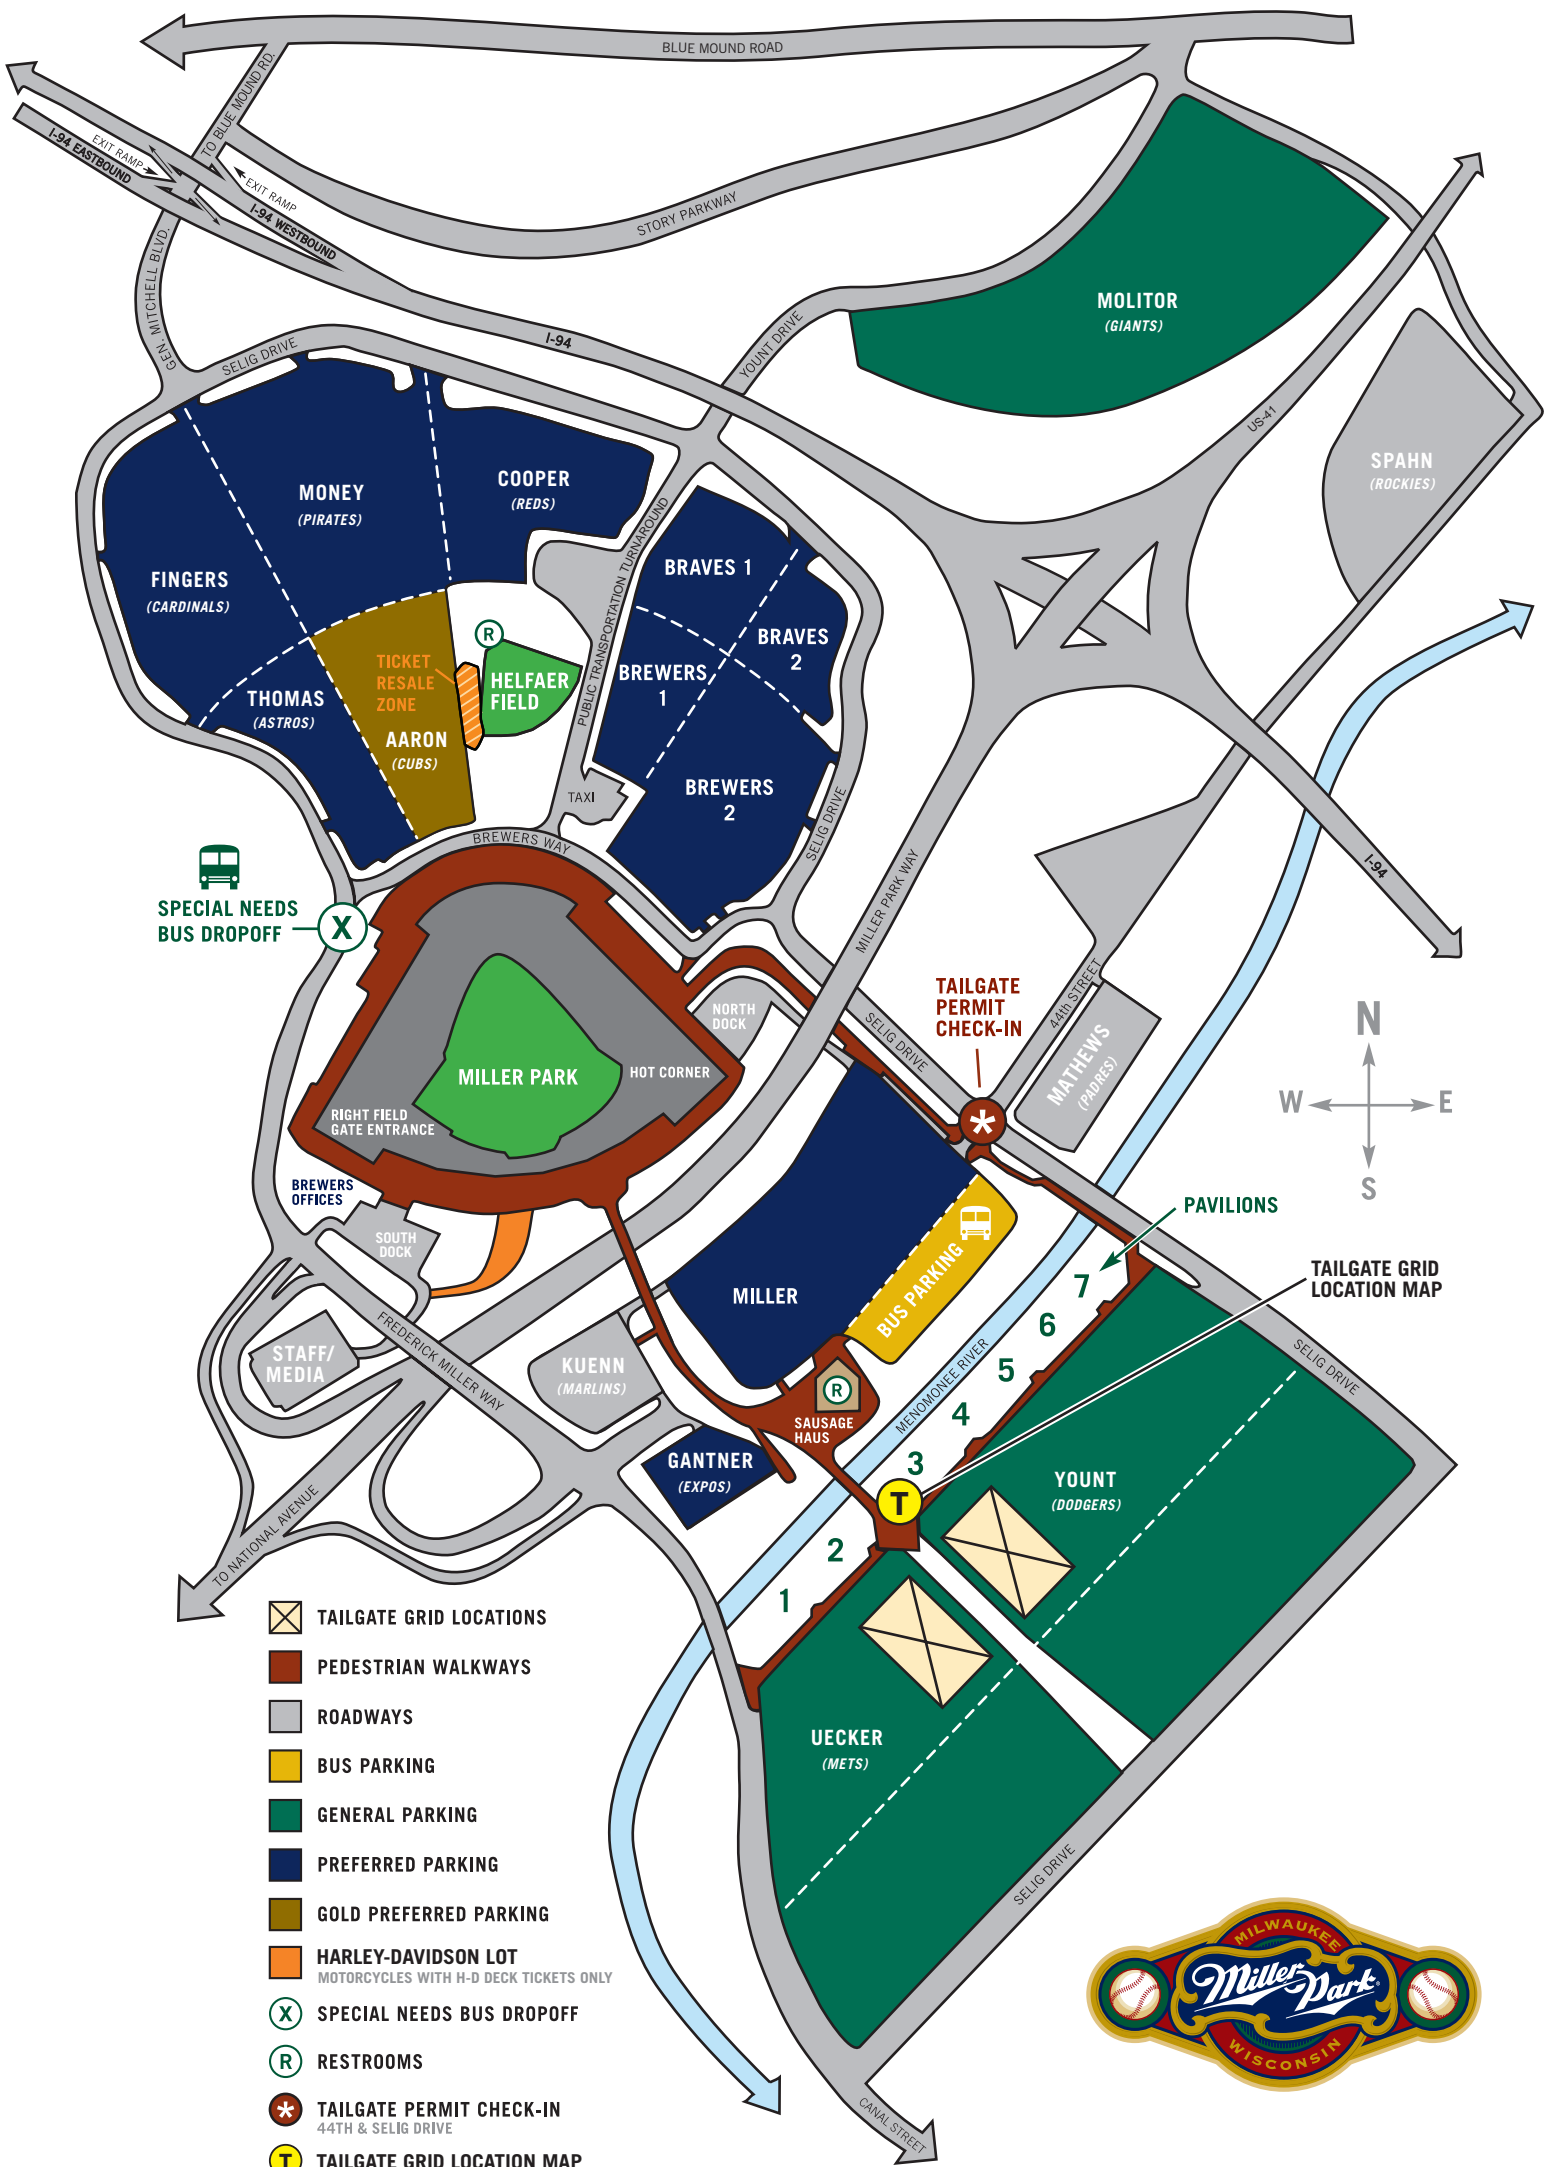 BLUE MOUND ROAD
TO BLUE MOUND RD.
EXIT RAMP
I-94 EASTBOUND
EXIT RAMP
I-94 WESTBOUND
STORY PARKWAY
GEN. MITCHELL BLVD.
SELIG DRIVE
I-94
YOUNT DRIVE
MOLITOR
(GIANTS)
US-41
SPAHN
(ROCKIES)
MONEY
(PIRATES)
COOPER
(REDS)
FINGERS
(CARDINALS)
PUBLIC TRANSPORTATION TURNAROUND
BRAVES 1
BRAVES
2
BREWERS
1
BREWERS
2
R
TICKET
RESALE
ZONE
HELFAER
FIELD
THOMAS
(ASTROS)
AARON
(CUBS)
TAXI
BREWERS WAY
SELIG DRIVE
MILLER PARK WAY
I-94
SPECIAL NEEDS
BUS DROPOFF
X
NORTH
DOCK
SELIG DRIVE
TAILGATE
PERMIT
CHECK-IN
44th STREET
MATHEWS
(PADRES)
*
N
W
E
S
MILLER PARK
HOT CORNER
RIGHT FIELD
GATE ENTRANCE
BREWERS
OFFICES
SOUTH
DOCK
PAVILIONS
TAILGATE GRID
LOCATION MAP
MILLER
BUS PARKING
7
6
5
4
3
2
1
MENOMONEE RIVER
SELIG DRIVE
STAFF/
MEDIA
FREDERICK MILLER WAY
KUENN
(MARLINS)
R
SAUSAGE
HAUS
GANTNER
(EXPOS)
T
YOUNT
(DODGERS)
TO NATIONAL AVENUE
UECKER
(METS)
SELIG DRIVE
CANAL STREET
TAILGATE GRID LOCATIONS
PEDESTRIAN WALKWAYS
ROADWAYS
BUS PARKING
GENERAL PARKING
PREFERRED PARKING
GOLD PREFERRED PARKING
HARLEY-DAVIDSON LOT
MOTORCYCLES WITH H-D DECK TICKETS ONLY
X SPECIAL NEEDS BUS DROPOFF
R RESTROOMS
* TAILGATE PERMIT CHECK-IN
44TH & SELIG DRIVE
T TAILGATE GRID LOCATION MAP
MILWAUKEE
Miller Park
WISCONSIN